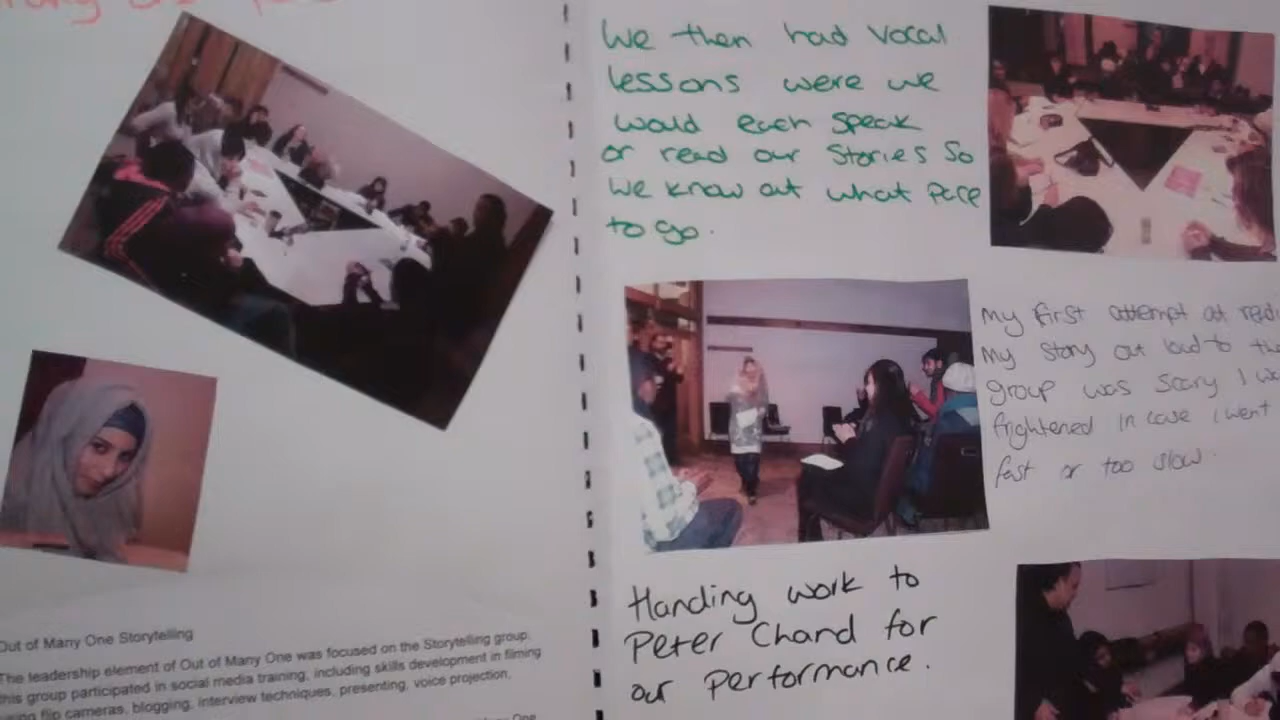 Out of Many One Storytelling
The leadership element of Out of Many One was focused on the Storytelling group.
this group participated in social media training, including skills development in filming
using flip cameras, blogging, interview techniques, presenting, voice projection,
We then had vocal
lessons were we
would each speak
or read our Stories So
we know at what pace
to go.
My first attempt at
My story out loud to
group was scary I
frightened in case i went
fast or too slow.
Handing work to
Peter Chand for
our Performance.